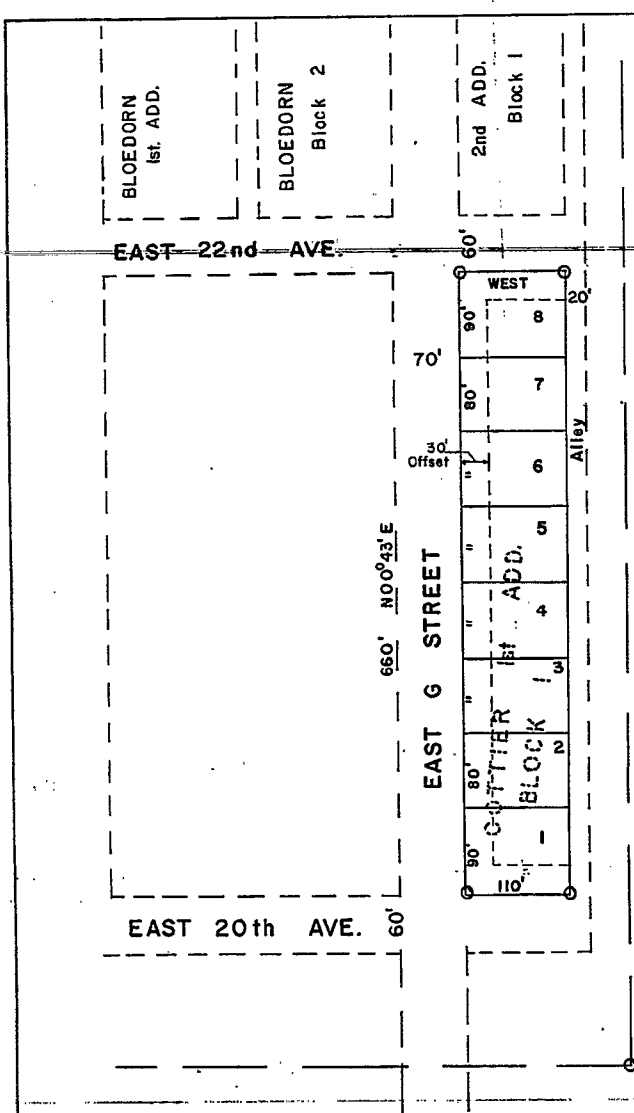 BLOEDORN
1st. ADD.
BLOEDORN
Block 2
2nd ADD.
Block 1
EAST 22nd AVE.
60'
WEST
20'
90'
8
70'
80'
7
Alley
30'
Offset
"
6
"
5
660' N00°43'E
EAST G STREET
"
4
"
3
COTTIER 1st ADD.
BLOCK 1
80
2
90'
1
110'
EAST 20th AVE.
60'